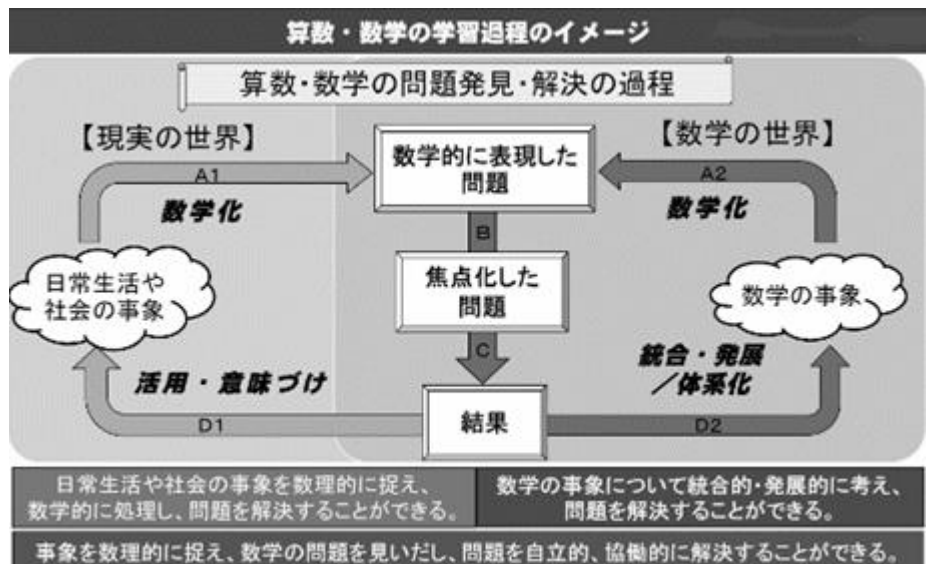 算数・数学の学習過程のイメージ
算数・数学の問題発見・解決の過程
【現実の世界】
【数学の世界】
数学的に表現した
問題
A1
数学化
A2
数学化
B
日常生活や
社会の事象
焦点化した
問題
数学の事象
C
活用・意味づけ
統合・発展
/体系化
D1
結果
D2
日常生活や社会の事象を数理的に捉え、
数学的に処理し、問題を解決することができる。
数学の事象について統合的・発展的に考え、
問題を解決することができる。
事象を数理的に捉え、数学の問題を見いだし、問題を自立的、協働的に解決することができる。